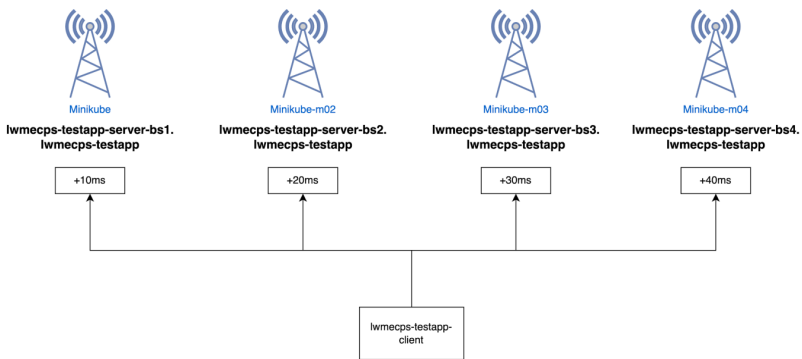 Minikube
Minikube-m02
Minikube-m03
Minikube-m04
lwmecps-testapp-server-bs1.
lwmecps-testapp
lwmecps-testapp-server-bs2.
lwmecps-testapp
lwmecps-testapp-server-bs3.
lwmecps-testapp
lwmecps-testapp-server-bs4.
lwmecps-testapp
+10ms
+20ms
+30ms
+40ms
lwmecps-testapp-
client